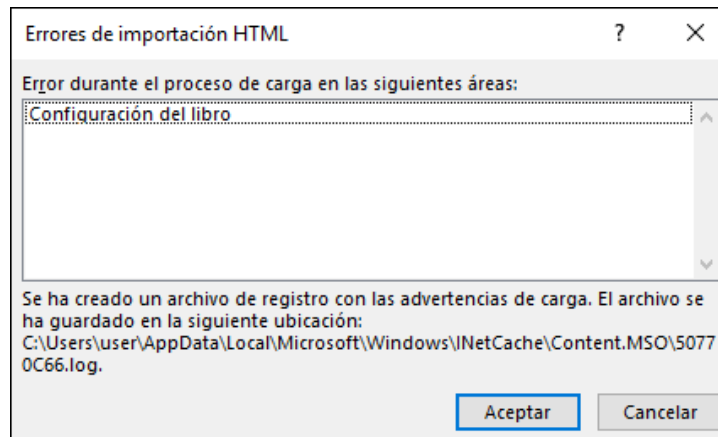 Errores de importación HTML
?
Error durante el proceso de carga en las siguientes áreas:
Configuración del libro
Se ha creado un archivo de registro con las advertencias de carga. El archivo se
ha guardado en la siguiente ubicación:
C:\Users\user\AppData\Local\Microsoft\Windows\INetCache\Content.MSO\5077
0C66.log.
Aceptar
Cancelar